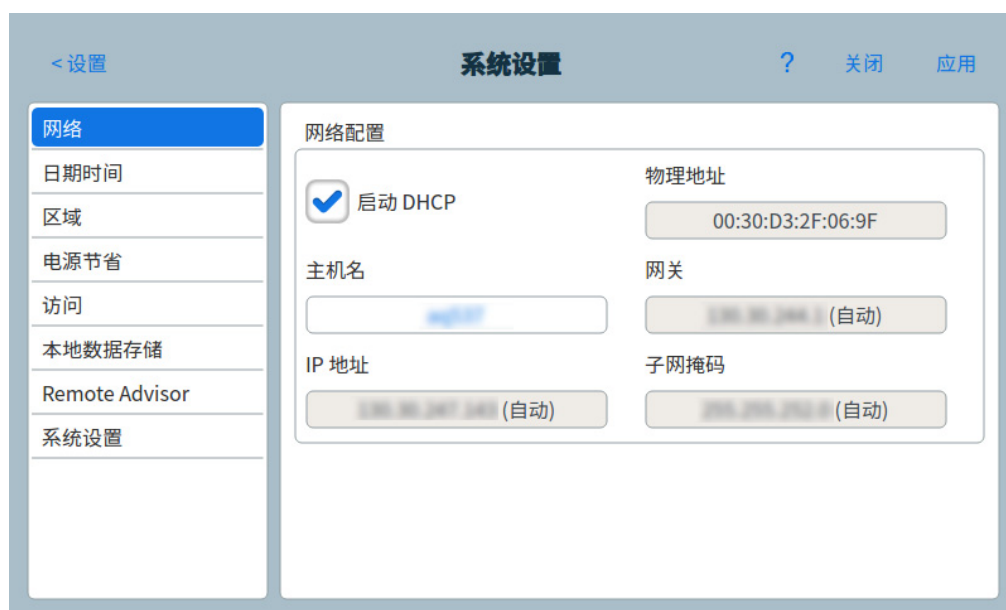 < 设置
系统设置
?
关闭
应用
网络
日期时间
区域
电源节省
访问
本地数据存储
Remote Advisor
系统设置
网络配置
启动 DHCP
物理地址
00:30:D3:2F:06:9F
主机名
网关
(自动)
IP 地址
子网掩码
(自动)
(自动)